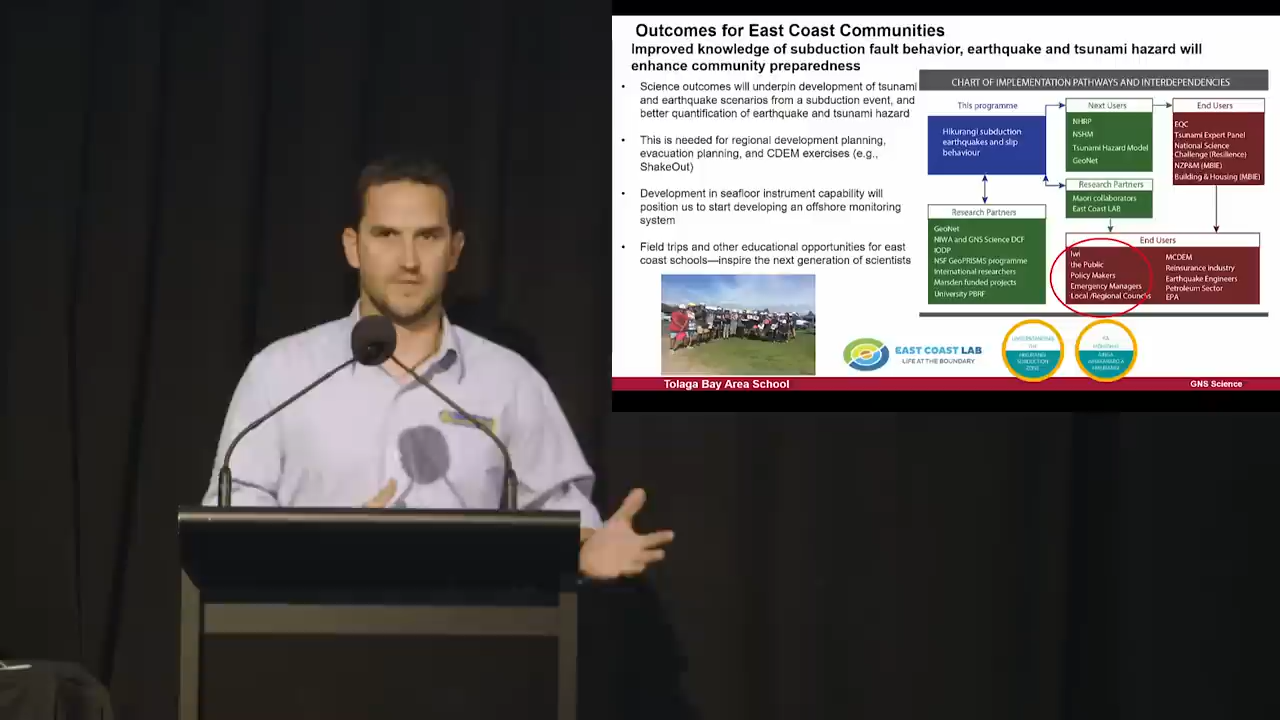 Outcomes for East Coast Communities
Improved knowledge of subduction fault behavior, earthquake and tsunami hazard will
enhance community preparedness
• Science outcomes will underpin development of tsunami
and earthquake scenarios from a subduction event, and
better quantification of earthquake and tsunami hazard
• This is needed for regional development planning,
evacuation planning, and CDEM exercises (e.g.,
ShakeOut)
• Development in seafloor instrument capability will
position us to start developing an offshore monitoring
system
• Field trips and other educational opportunities for east
coast schools—inspire the next generation of scientists
CHART OF IMPLEMENTATION PATHWAYS AND INTERDEPENDENCIES
This programme
Hikurangi subduction
earthquakes and slip
behaviour
Next Users
NHRP
NSHM
Tsunami Hazard Model
GeoNet
End Users
EQC
Tsunami Expert Panel
National Science
Challenge (Resilience)
NZP&M (MBIE)
Building & Housing (MBIE)
Research Partners
Maori collaborators
East Coast LAB
Research Partners
GeoNet
NIWA and GNS Science DCF
IODP
NSF GeoPRISMS programme
International researchers
Marsden funded projects
University PBRF
End Users
Iwi
the Public
Policy Makers
Emergency Managers
Local /Regional Councils
MCDEM
Reinsurance Industry
Earthquake Engineers
Petroleum Sector
EPA
EAST COAST LAB
LIFE AT THE BOUNDARY
UNDERSTANDING
THE
HIKURANGI
SUBDUCTION
ZONE
Tolaga Bay Area School
GNS Science